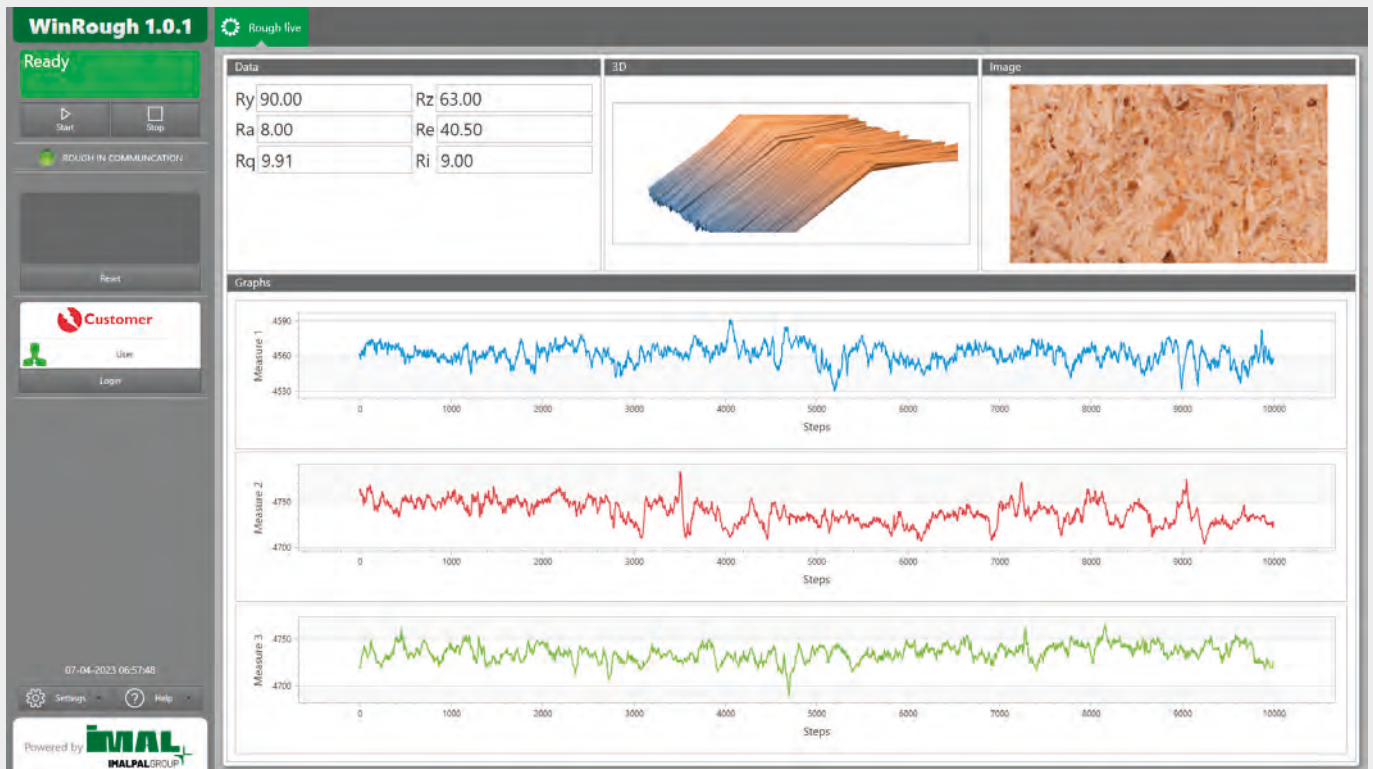 WinRough 1.0.1
Rough live
Ready
Start
Stop
ROUGH IN COMMUNCATION
Reset
Customer
User
Login
07-04-2023 06:57:48
Settings
Help
Powered by IMAL
IMALPALGROUP
Data
Ry 90.00
Rz 63.00
Ra 8.00
Re 40.50
Rq 9.91
Ri 9.00
3D
Image
Graphs
Measure 1
4590
4560
4530
0 1000 2000 3000 4000 5000 6000 7000 8000 9000 10000
Steps
Measure 2
4750
4700
0 1000 2000 3000 4000 5000 6000 7000 8000 9000 10000
Steps
Measure 3
4750
4700
0 1000 2000 3000 4000 5000 6000 7000 8000 9000 10000
Steps